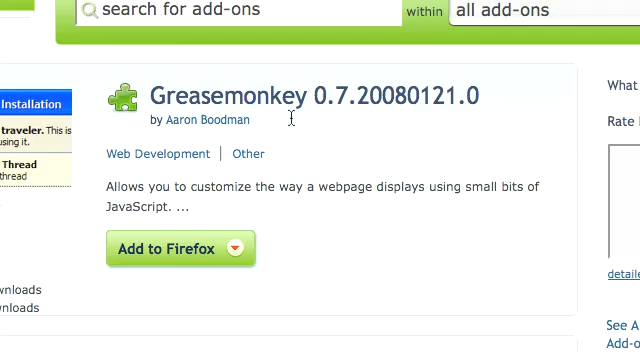 search for add-ons within all add-ons
Installation
traveler. This is
using it.
Thread
thread
wnloads
wnloads
Greasemonkey 0.7.20080121.0
by Aaron Boodman
Web Development | Other
Allows you to customize the way a webpage displays using small bits of
JavaScript. ...
Add to Firefox
What
Rate
detaile
See A
Add-o